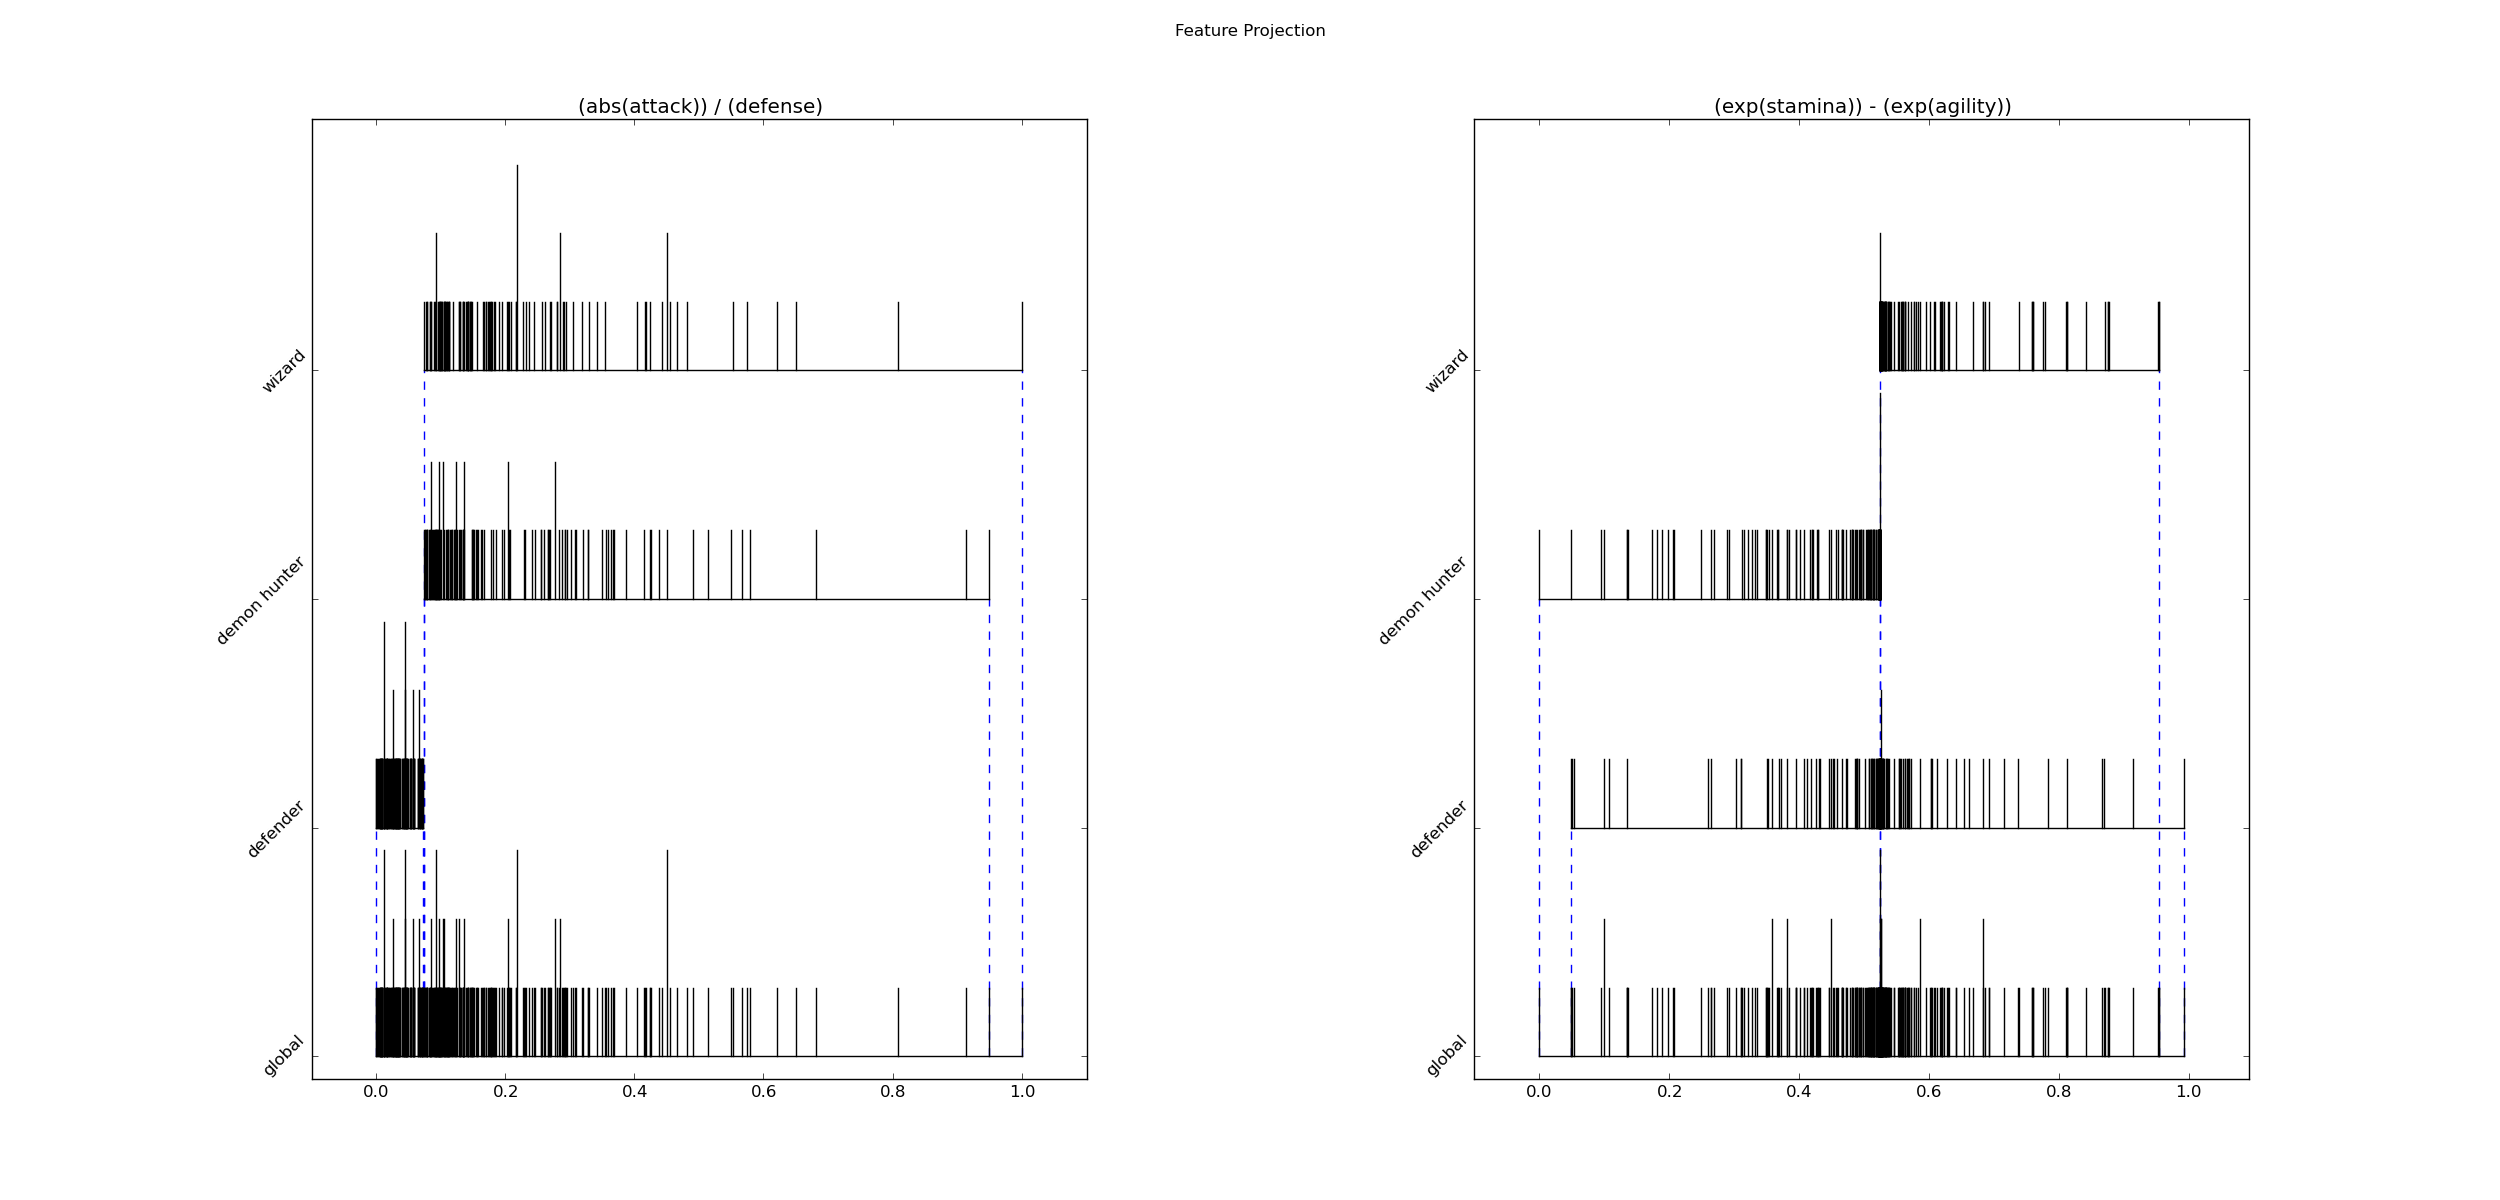 Feature Projection
(abs(attack)) / (defense)
wizard
demon hunter
defender
global
0.0 0.2 0.4 0.6 0.8 1.0
(exp(stamina)) - (exp(agility))
wizard
demon hunter
defender
global
0.0 0.2 0.4 0.6 0.8 1.0